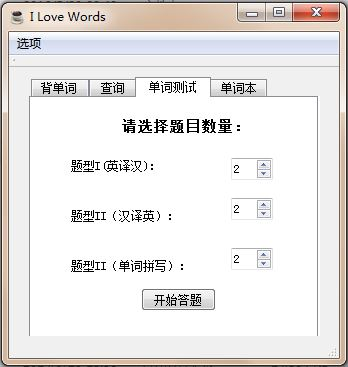 I Love Words
选项
背单词 查询 单词测试 单词本
请选择题目数量：
题型I(英译汉)： 2
题型II（汉译英）： 2
题型II（单词拼写）： 2
开始答题